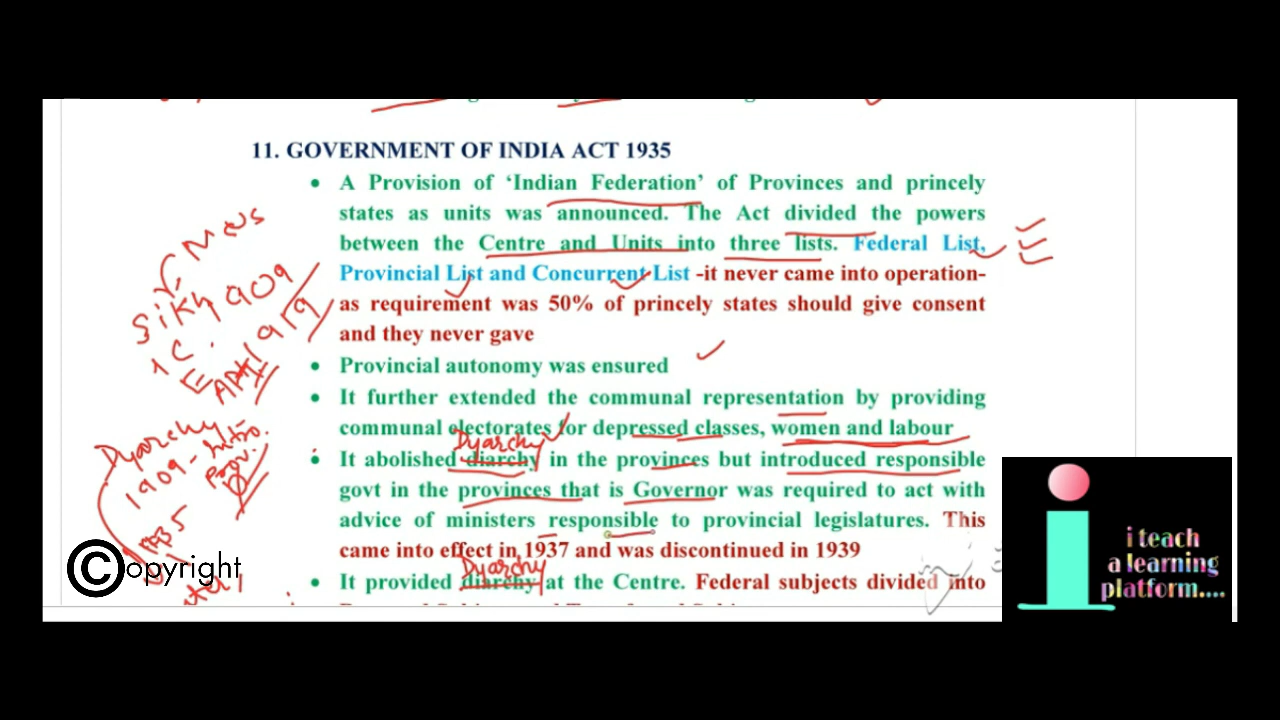 11. GOVERNMENT OF INDIA ACT 1935
• A Provision of ‘Indian Federation’ of Provinces and princely
states as units was announced. The Act divided the powers
between the Centre and Units into three lists. Federal List,
Provincial List and Concurrent List -it never came into operation-
as requirement was 50% of princely states should give consent
and they never gave
• Provincial autonomy was ensured
• It further extended the communal representation by providing
communal electorates for depressed classes, women and labour
Dyarchy
• It abolished diarchy in the provinces but introduced responsible
govt in the provinces that is Governor was required to act with
advice of ministers responsible to provincial legislatures. This
came into effect in 1937 and was discontinued in 1939
Dyarchy
• It provided diarchy at the Centre. Federal subjects divided into
Mus
Sikh 909
1919
Dyarchy
1909 - Intro.
Prov.
1935
Copyright
i teach
a learning
platform....